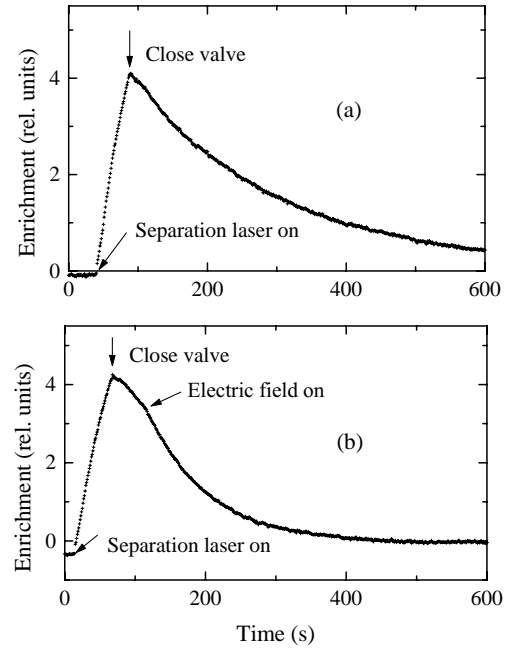 Enrichment (rel. units)
4
2
0
Close valve
(a)
Separation laser on
0
200
400
600
Enrichment (rel. units)
4
2
0
Close valve
Electric field on
(b)
Separation laser on
0
200
400
600
Time (s)